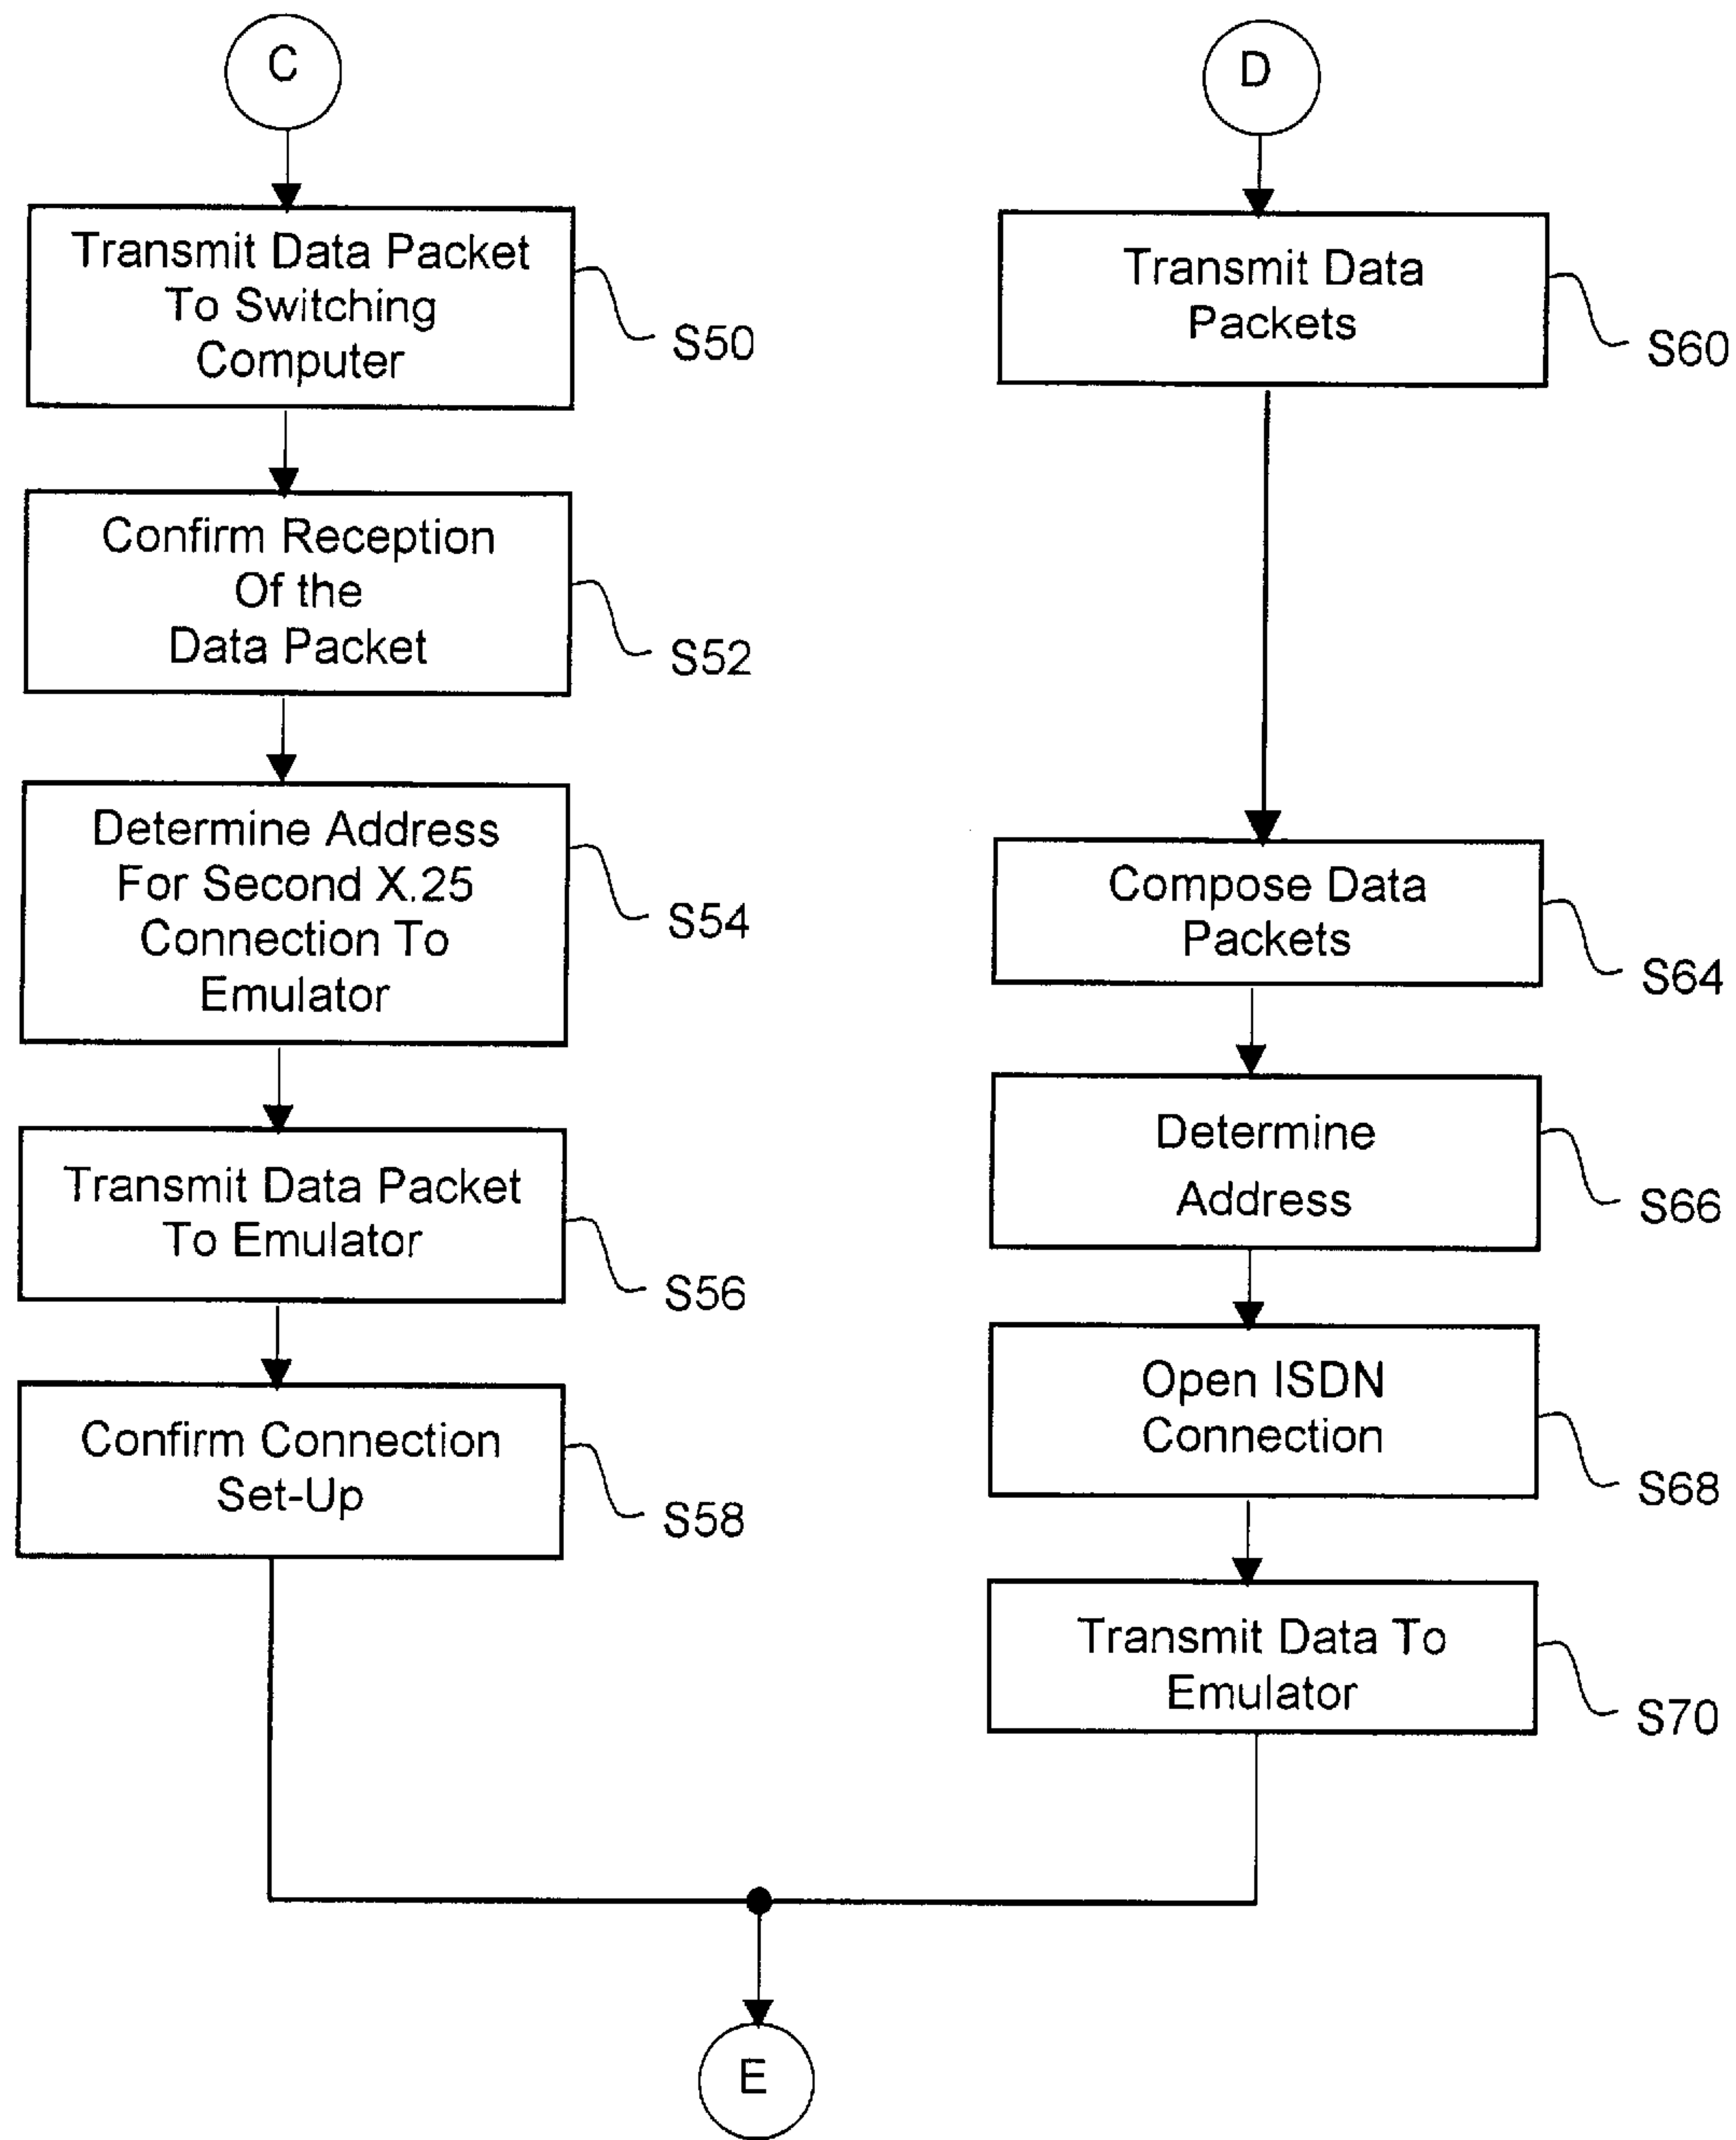 C
Transmit Data Packet
To Switching
Computer
S50
Confirm Reception
Of the
Data Packet
S52
Determine Address
For Second X.25
Connection To
Emulator
S54
Transmit Data Packet
To Emulator
S56
Confirm Connection
Set-Up
S58
D
Transmit Data
Packets
S60
Compose Data
Packets
S64
Determine
Address
S66
Open ISDN
Connection
S68
Transmit Data To
Emulator
S70
E